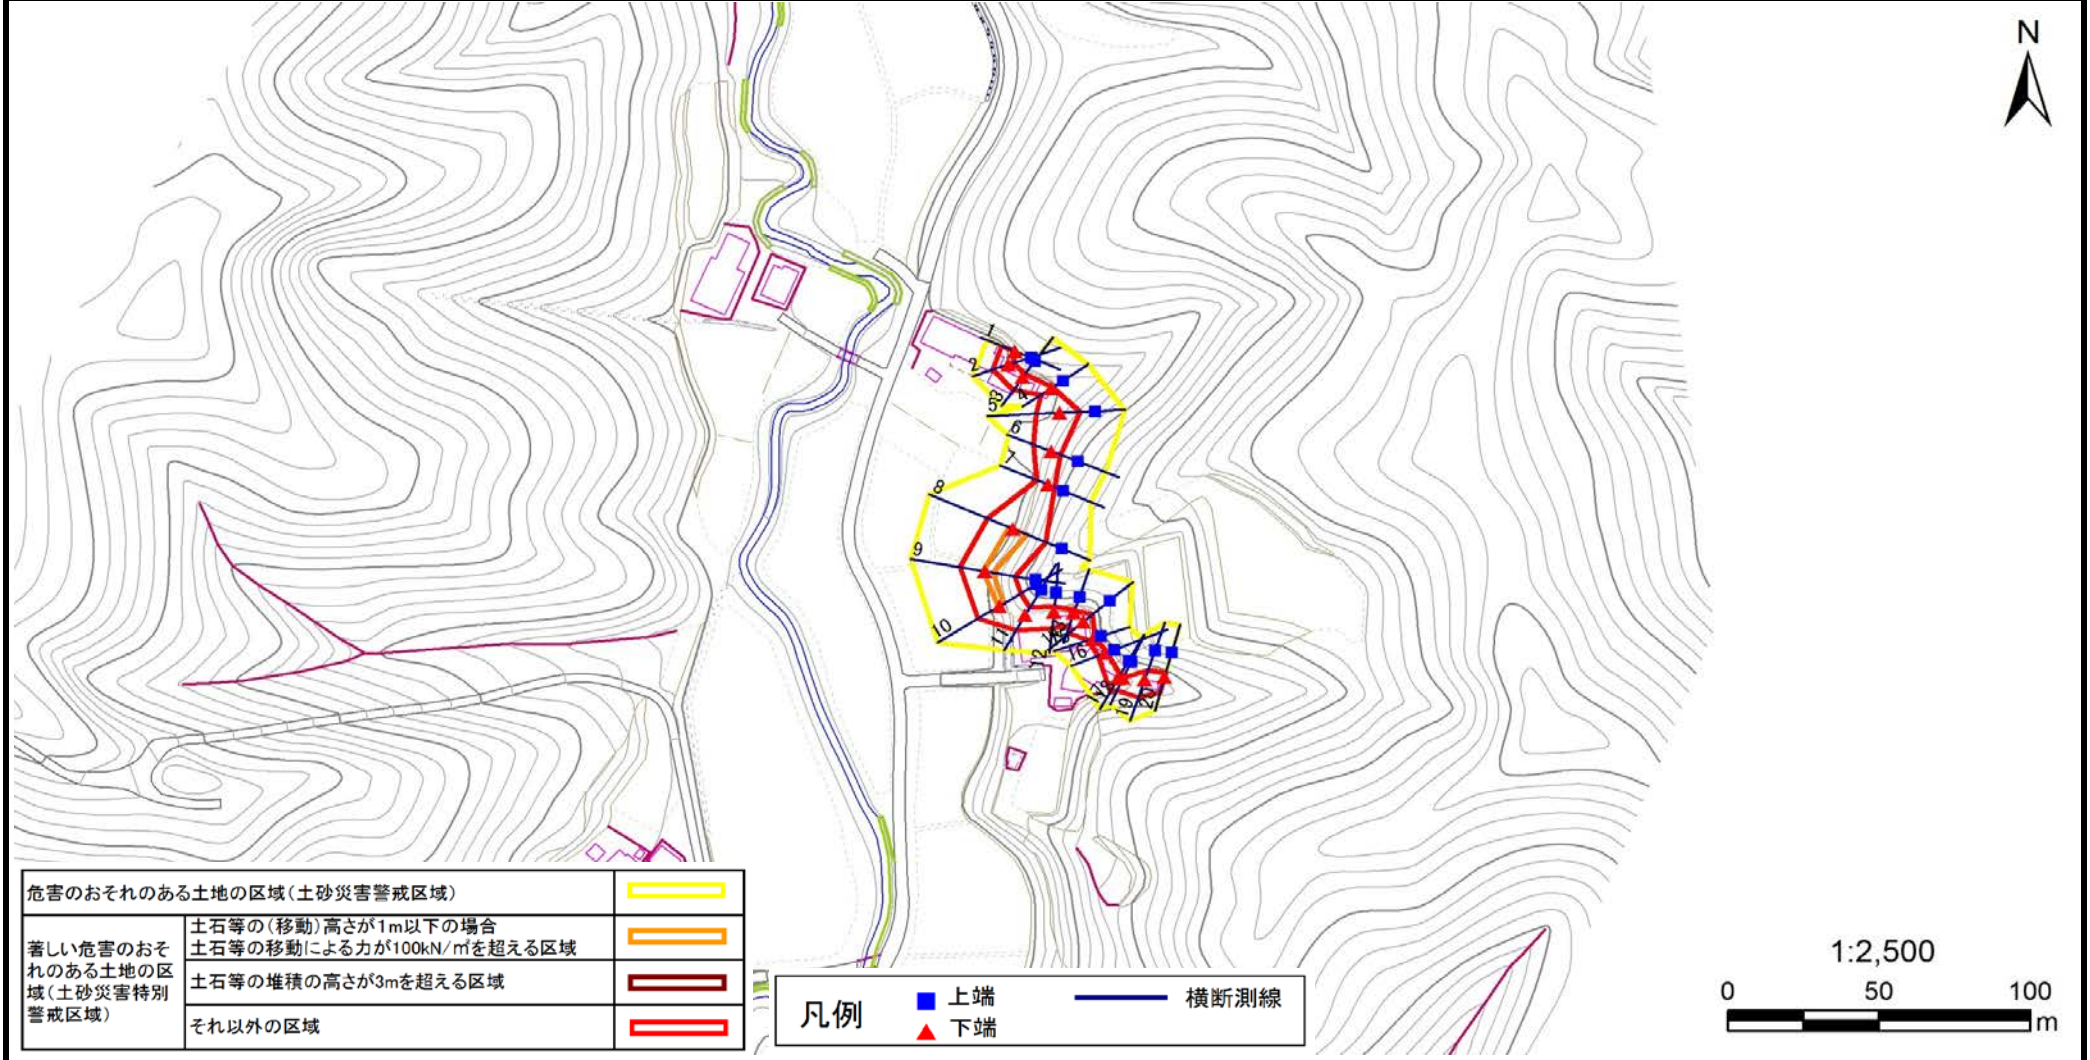 N
1
2
3
4
5
6
7
8
9
10
11
12
16
19
20
危害のおそれのある土地の区域(土砂災害警戒区域)
著しい危害のおそ
れのある土地の区
域(土砂災害特別
警戒区域)
土石等の(移動)高さが1m以下の場合
土石等の移動による力が100kN/㎡を超える区域
土石等の堆積の高さが3mを超える区域
それ以外の区域
凡例
上端
下端
横断測線
1:2,500
0 50 100
m